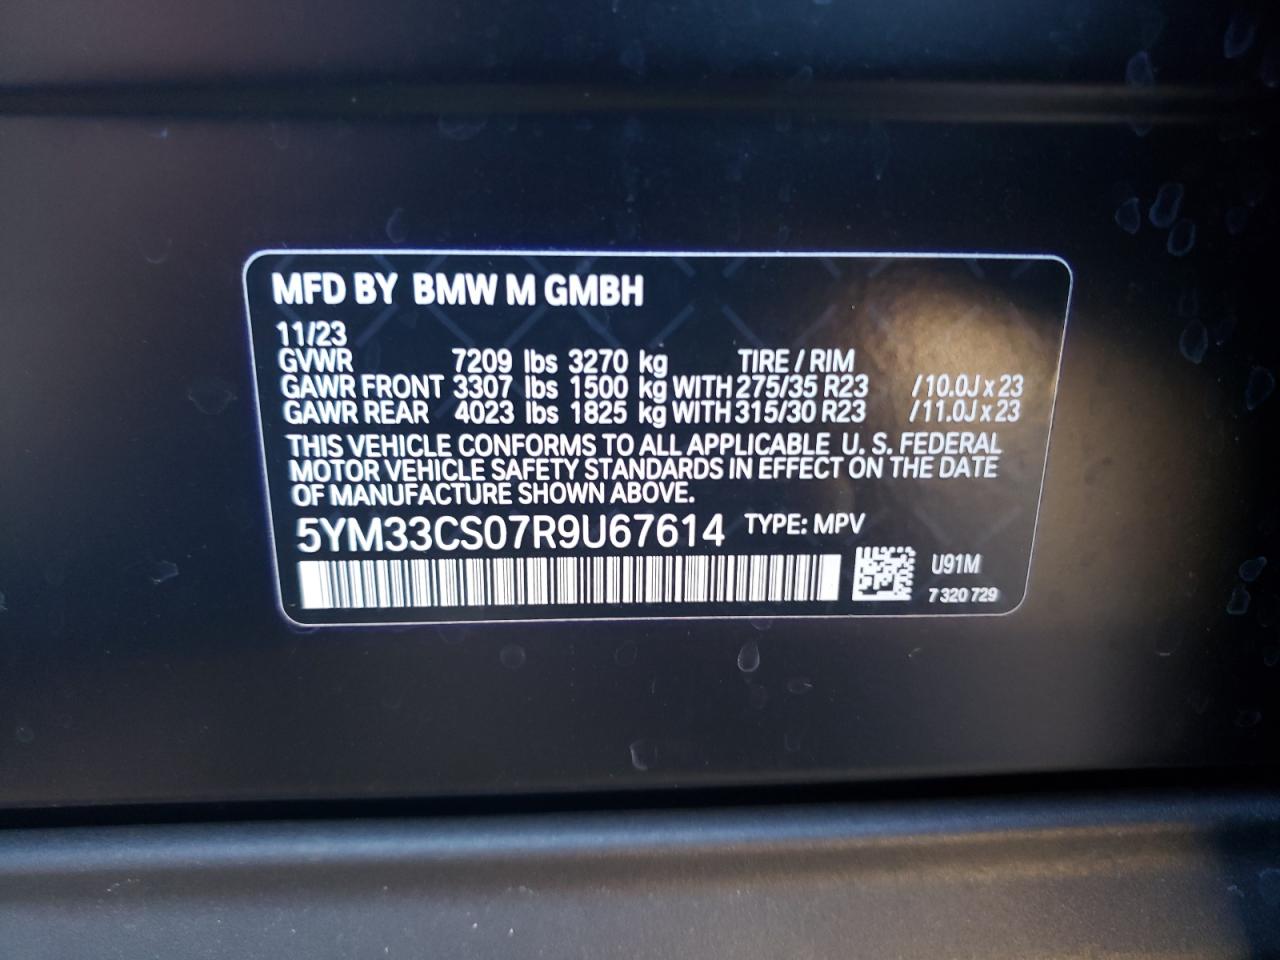 MFD BY BMW M GMBH
11/23
GVWR 7209 lbs 3270 kg TIRE / RIM
GAWR FRONT 3307 lbs 1500 kg WITH 275/35 R23 /10.0J x 23
GAWR REAR 4023 lbs 1825 kg WITH 315/30 R23 /11.0J x 23
THIS VEHICLE CONFORMS TO ALL APPLICABLE U. S. FEDERAL
MOTOR VEHICLE SAFETY STANDARDS IN EFFECT ON THE DATE
OF MANUFACTURE SHOWN ABOVE.
5YM33CS07R9U67614 TYPE: MPV
U91M
7 320 729